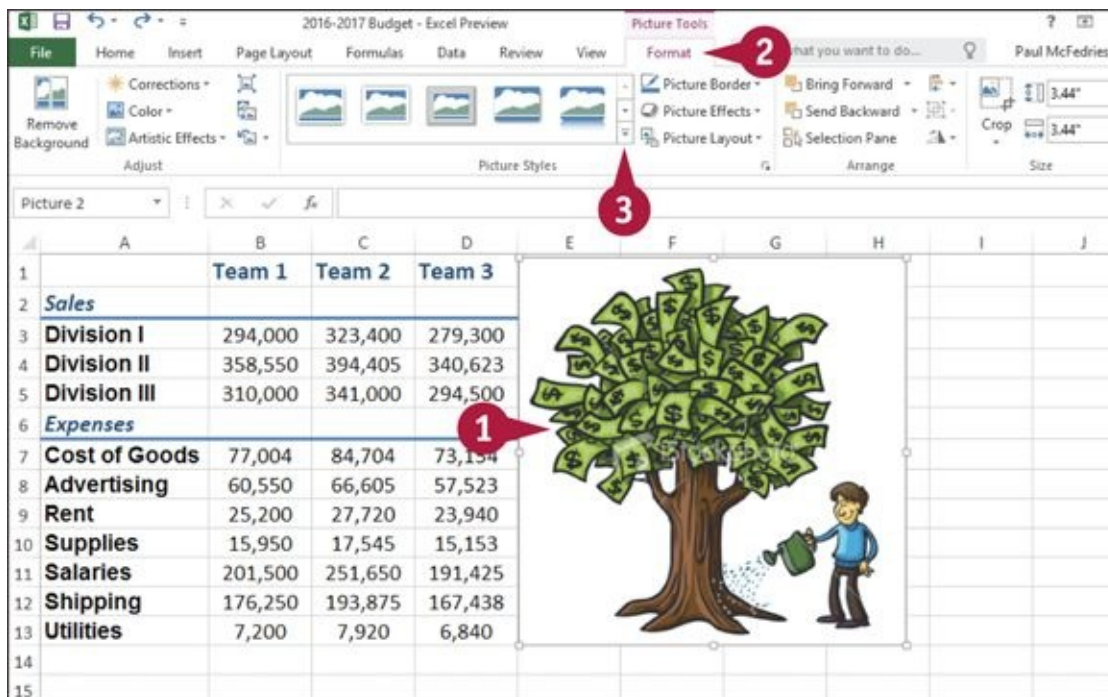 2016-2017 Budget - Excel Preview
Picture Tools
?
File Home Insert Page Layout Formulas Data Review View Format
2
hat you want to do...
Paul McFedries
Remove Background
Corrections
Color
Artistic Effects
Adjust
Picture Styles
Picture Border
Picture Effects
Picture Layout
Bring Forward
Send Backward
Selection Pane
Arrange
Crop
3.44"
3.44"
Size
3
Picture 2
fx
A B C D E F G H I J
1 Team 1 Team 2 Team 3
2 Sales
3 Division I 294,000 323,400 279,300
4 Division II 358,550 394,405 340,623
5 Division III 310,000 341,000 294,500
6 Expenses
1
7 Cost of Goods 77,004 84,704 73,154
8 Advertising 60,550 66,605 57,523
9 Rent 25,200 27,720 23,940
10 Supplies 15,950 17,545 15,153
11 Salaries 201,500 251,650 191,425
12 Shipping 176,250 193,875 167,438
13 Utilities 7,200 7,920 6,840
14
15